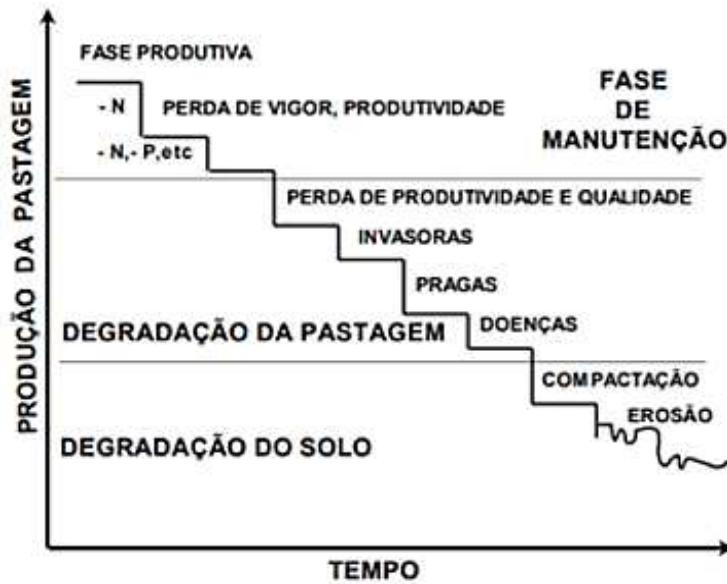 FASE PRODUTIVA
- N
PERDA DE VIGOR, PRODUTIVIDADE
FASE
DE
MANUTENÇÃO
- N,- P,etc
PERDA DE PRODUTIVIDADE E QUALIDADE
INVASORAS
PRAGAS
DEGRADAÇÃO DA PASTAGEM
DOENÇAS
COMPACTAÇÃO
EROSÃO
DEGRADAÇÃO DO SOLO
PRODUÇÃO DA PASTAGEM
TEMPO